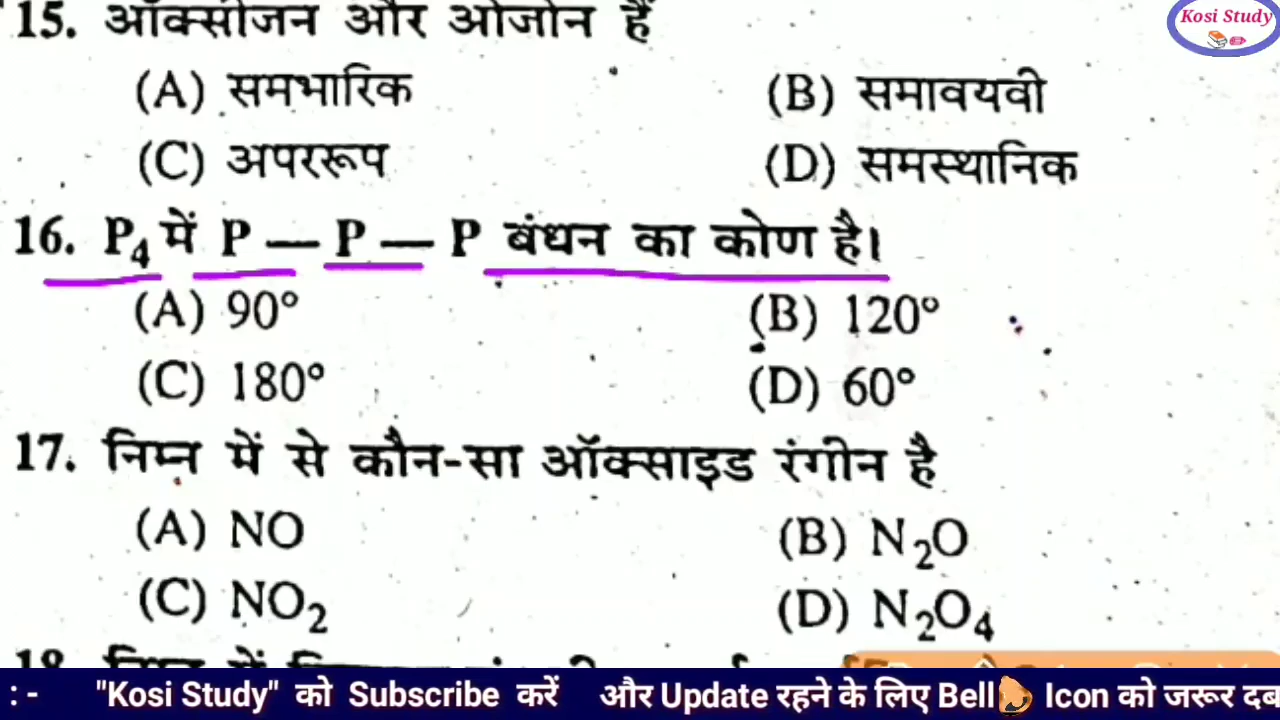 15. ऑक्सीजन और ओजोन हैं
Kosi Study
(A) समभारिक (B) समावयवी
(C) अपररूप (D) समस्थानिक
16. P₄ में P — P — P बंधन का कोण है।
(A) 90° (B) 120°
(C) 180° (D) 60°
17. निम्न में से कौन-सा ऑक्साइड रंगीन है
(A) NO (B) N₂O
(C) NO₂ (D) N₂O₄
18. निम्न में
: - "Kosi Study" को Subscribe करें और Update रहने के लिए Bell Icon को जरूर दब